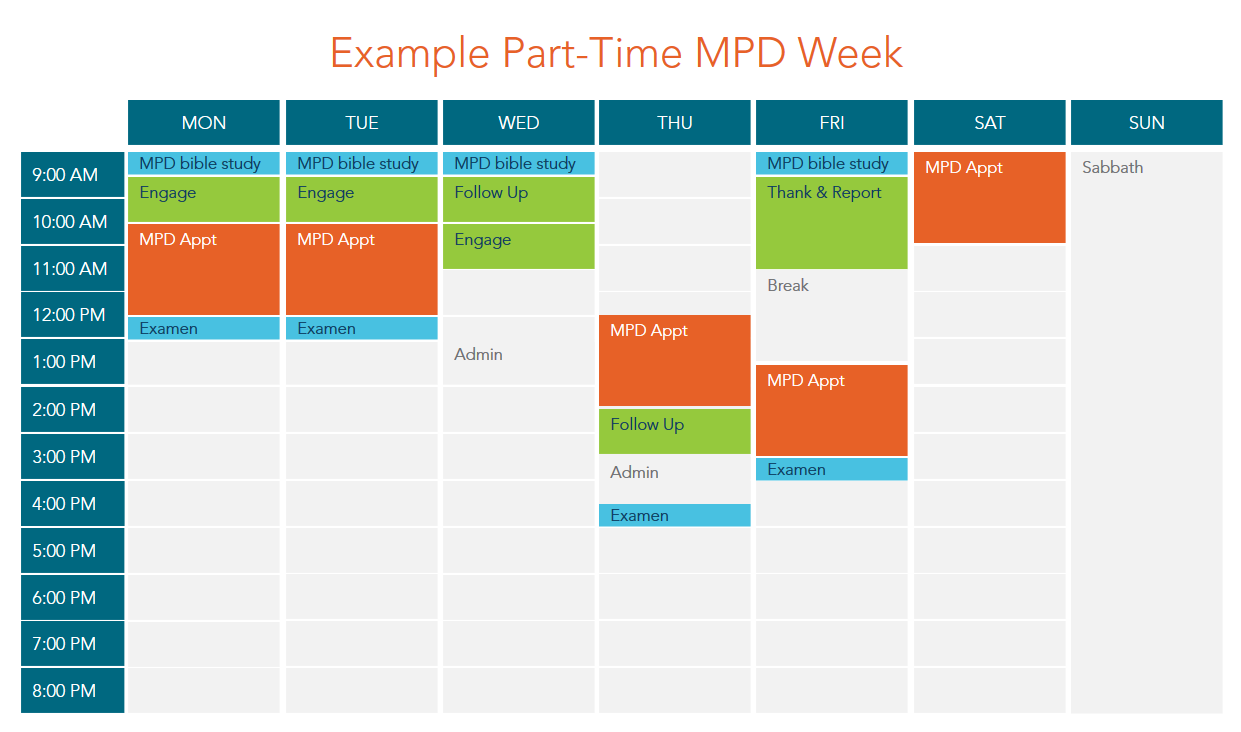 Example Part-Time MPD Week
MON TUE WED THU FRI SAT SUN
9:00 AM MPD bible study MPD bible study MPD bible study MPD bible study MPD Appt Sabbath
Engage Engage Follow Up Thank & Report
10:00 AM MPD Appt MPD Appt Engage
11:00 AM Break
12:00 PM Examen Examen Admin MPD Appt
1:00 PM MPD Appt
2:00 PM Follow Up
3:00 PM Admin Examen
4:00 PM Examen
5:00 PM
6:00 PM
7:00 PM
8:00 PM